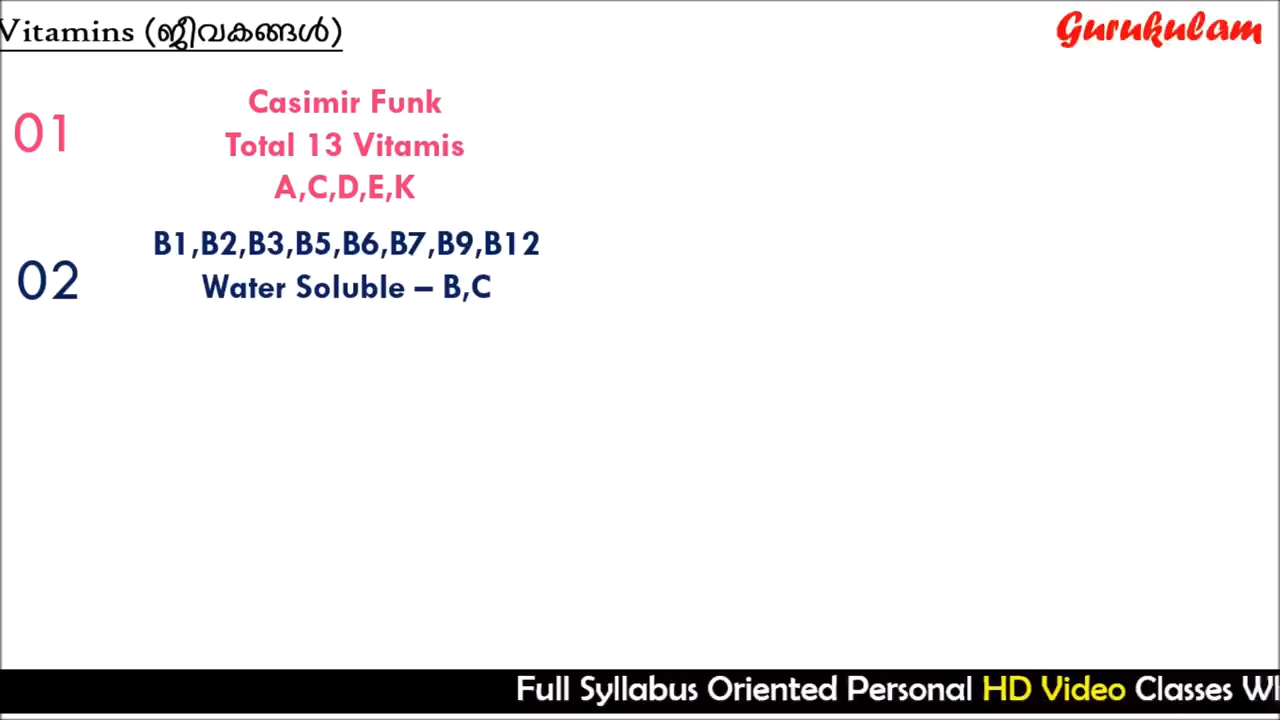 Vitamins (ജീവകങ്ങൾ)
Gurukulam
01
Casimir Funk
Total 13 Vitamis
A,C,D,E,K
02
B1,B2,B3,B5,B6,B7,B9,B12
Water Soluble – B,C
Full Syllabus Oriented Personal HD Video Classes